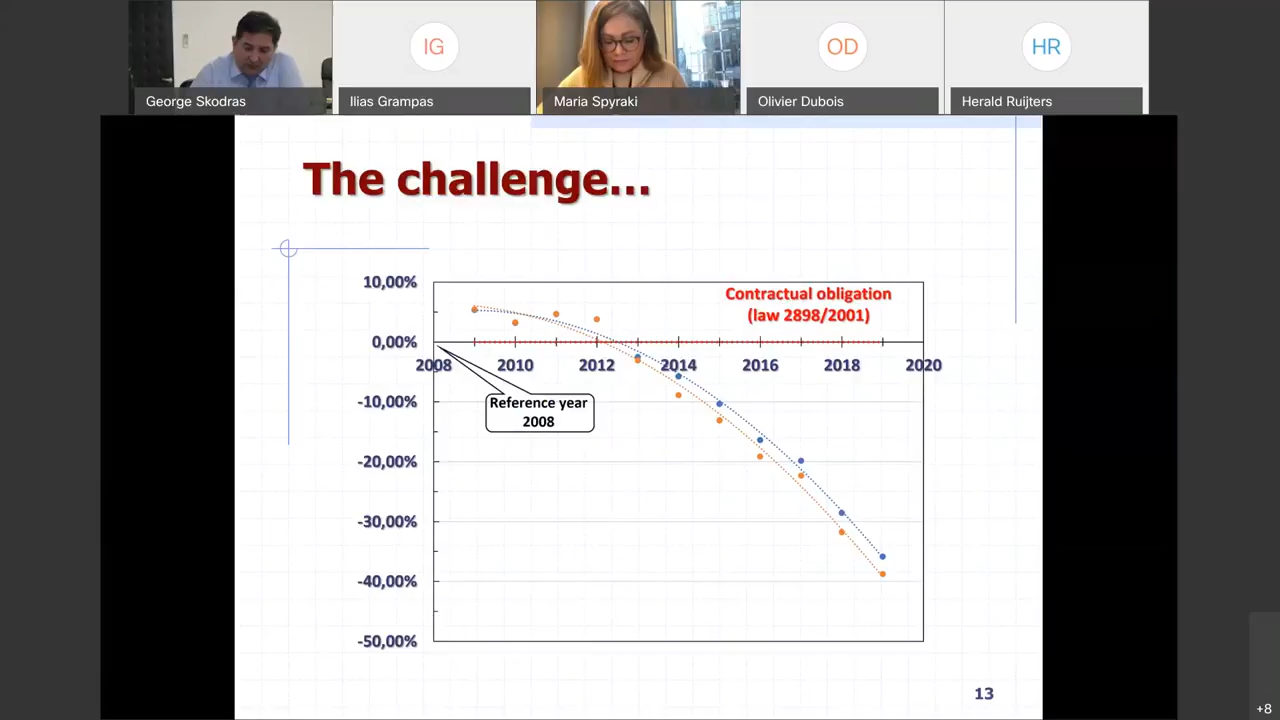 IG
OD
HR
George Skodras
Ilias Grampas
Maria Spyraki
Olivier Dubois
Herald Ruijters
The challenge...
10,00%
0,00%
-10,00%
-20,00%
-30,00%
-40,00%
-50,00%
Contractual obligation
(law 2898/2001)
2008 2010 2012 2014 2016 2018 2020
Reference year
2008
13
+8